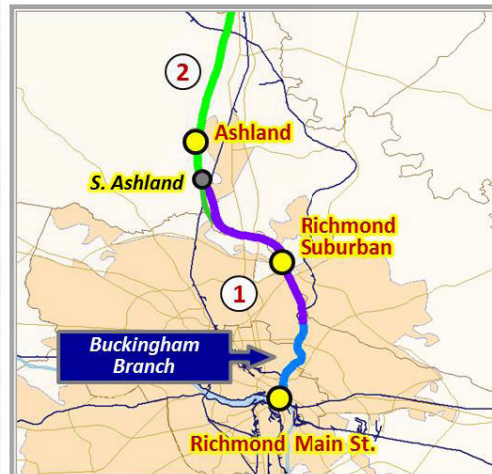 2
Ashland
S. Ashland
Richmond
Suburban
1
Buckingham
Branch
Richmond Main St.